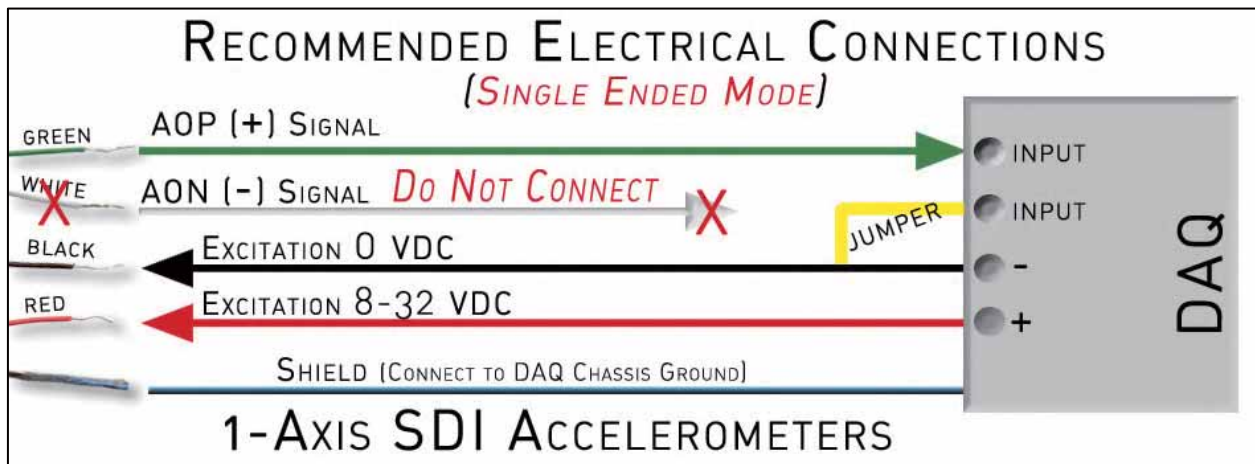 RECOMMENDED ELECTRICAL CONNECTIONS
(SINGLE ENDED MODE)
GREEN
AOP (+) SIGNAL
INPUT
WHITE
AON (-) SIGNAL DO NOT CONNECT
X
X
INPUT
JUMPER
BLACK
EXCITATION 0 VDC
-
RED
EXCITATION 8-32 VDC
+
DAQ
SHIELD (CONNECT TO DAQ CHASSIS GROUND)
1-AXIS SDI ACCELEROMETERS